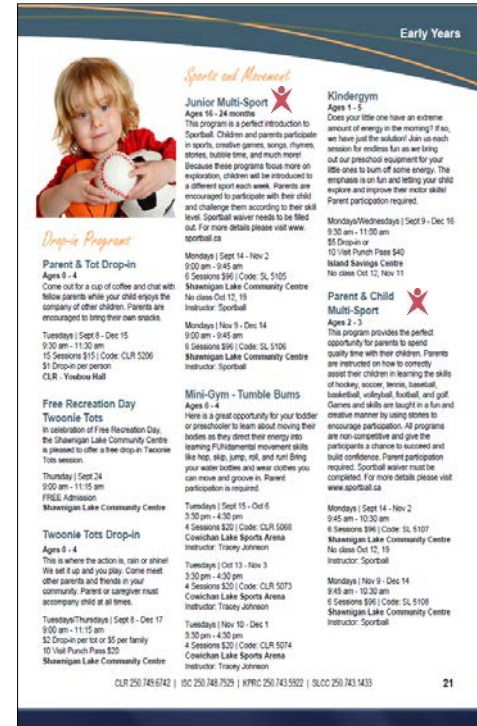 Early Years
Drop-in Programs
Parent & Tot Drop-in
Ages 0 - 4
Come out for a cup of coffee and chat with
fellow parents while your child enjoys the
company of other children. Parents are
encouraged to bring their own snacks.
Tuesdays | Sept 8 - Dec 15
9:30 am - 11:30 am
15 Sessions $15 | Code: CLR 5206
$1 Drop-in per person
CLR - Youbou Hall
Free Recreation Day
Twoonie Tots
In celebration of Free Recreation Day,
the Shawnigan Lake Community Centre
is pleased to offer a free drop-in Twoonie
Tots session.
Thursday | Sept 24
9:00 am - 11:15 am
FREE Admission
Shawnigan Lake Community Centre
Twoonie Tots Drop-in
Ages 0 - 4
This is where the action is, rain or shine!
We set it up and you play. Come meet
other parents and friends in your
community. Parent or caregiver must
accompany child at all times.
Tuesdays/Thursdays | Sept 8 - Dec 17
9:00 am - 11:15 am
$2 Drop-in per tot or $5 per family
10 Visit Punch Pass $20
Shawnigan Lake Community Centre
Sports and Movement
Junior Multi-Sport
Ages 16 - 24 months
This program is a perfect introduction to
Sportball. Children and parents participate
in sports, creative games, songs, rhymes,
stories, bubble time, and much more!
Because these programs focus more on
exploration, children will be introduced to
a different sport each week. Parents are
encouraged to participate with their child
and challenge them according to their skill
level. Sportball waiver needs to be filled
out. For more details please visit www.
sportball.ca
Mondays | Sept 14 - Nov 2
9:00 am - 9:45 am
6 Sessions $96 | Code: SL 5105
Shawnigan Lake Community Centre
No class Oct 12, 19
Instructor: Sportball
Mondays | Nov 9 - Dec 14
9:00 am - 9:45 am
6 Sessions $96 | Code: SL 5106
Shawnigan Lake Community Centre
Instructor: Sportball
Mini-Gym - Tumble Bums
Ages 0 - 4
Here is a great opportunity for your toddler
or preschooler to learn about moving their
bodies as they direct their energy into
learning FUNdamental movement skills
like hop, skip, jump, roll, and run! Bring
your water bottles and wear clothes you
can move and groove in. Parent
participation is required.
Tuesdays | Sept 15 - Oct 6
3:30 pm - 4:30 pm
4 Sessions $20 | Code: CLR 5068
Cowichan Lake Sports Arena
Instructor: Tracey Johnson
Tuesdays | Oct 13 - Nov 3
3:30 pm - 4:30 pm
4 Sessions $20 | Code: CLR 5073
Cowichan Lake Sports Arena
Instructor: Tracey Johnson
Tuesdays | Nov 10 - Dec 1
3:30 pm - 4:30 pm
4 Sessions $20 | Code: CLR 5074
Cowichan Lake Sports Arena
Instructor: Tracey Johnson
Kindergym
Ages 1 - 5
Does your little one have an extreme
amount of energy in the morning? If so,
we have just the solution! Join us each
session for endless fun as we bring
out our preschool equipment for your
little ones to burn off some energy. The
emphasis is on fun and letting your child
explore and improve their motor skills!
Parent participation required.
Mondays/Wednesdays | Sept 9 - Dec 16
9:30 am - 11:00 am
$5 Drop-in or
10 Visit Punch Pass $40
Island Savings Centre
No class Oct 12, Nov 11
Parent & Child
Multi-Sport
Ages 2 - 3
This program provides the perfect
opportunity for parents to spend
quality time with their children. Parents
are instructed on how to correctly
assist their children in learning the skills
of hockey, soccer, tennis, baseball,
basketball, volleyball, football, and golf.
Games and skills are taught in a fun and
creative manner by using stories to
encourage participation. All programs
are non-competitive and give the
participants a chance to succeed and
build confidence. Parent participation
required. Sportball waiver must be
completed. For more details please visit
www.sportball.ca
Mondays | Sept 14 - Nov 2
9:45 am - 10:30 am
6 Sessions $96 | Code: SL 5107
Shawnigan Lake Community Centre
No class Oct 12, 19
Instructor: Sportball
Mondays | Nov 9 - Dec 14
9:45 am - 10:30 am
6 Sessions $96 | Code: SL 5108
Shawnigan Lake Community Centre
Instructor: Sportball
CLR 250.749.6742 | ISC 250.748.7529 | KPRC 250.743.5922 | SLCC 250.743.1433
21